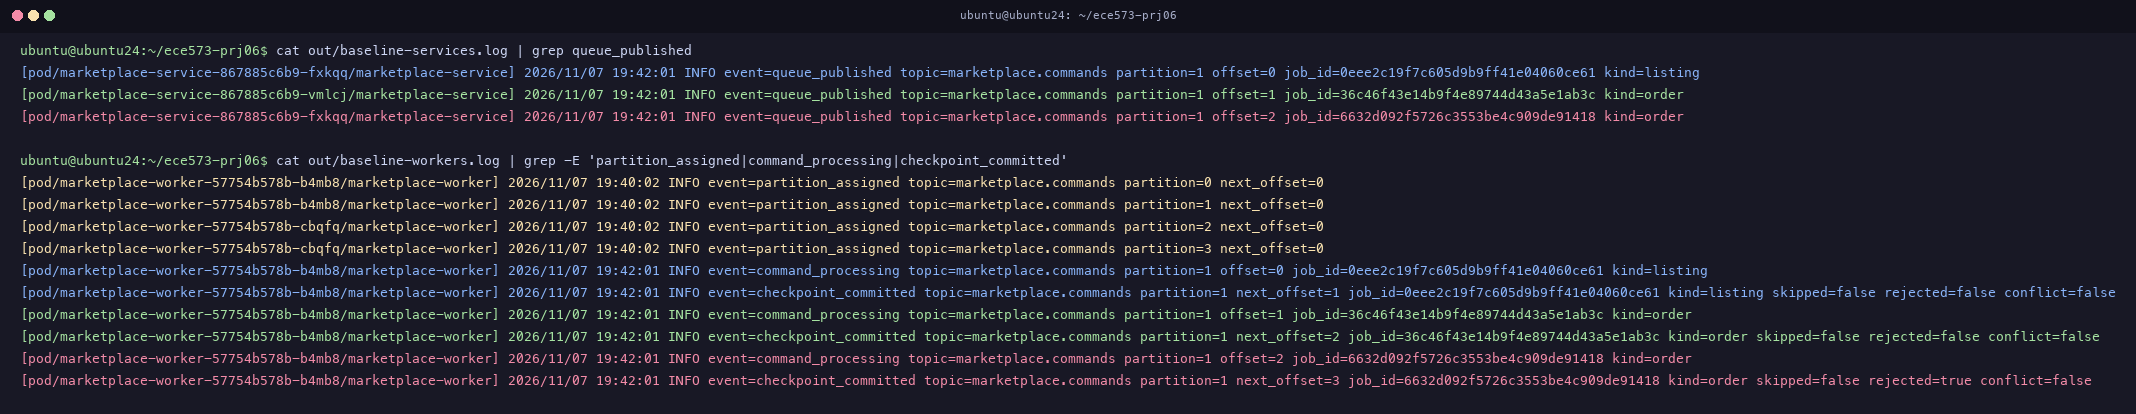 ubuntu@ubuntu24: ~/ece573-prj06
ubuntu@ubuntu24:~/ece573-prj06$ cat out/baseline-services.log | grep queue_published
[pod/marketplace-service-867885c6b9-fxkqq/marketplace-service] 2026/11/07 19:42:01 INFO event=queue_published topic=marketplace.commands partition=1 offset=0 job_id=0eee2c19f7c605d9b9ff41e04060ce61 kind=listing
[pod/marketplace-service-867885c6b9-vmlcj/marketplace-service] 2026/11/07 19:42:01 INFO event=queue_published topic=marketplace.commands partition=1 offset=1 job_id=36c46f43e14b9f4e89744d43a5e1ab3c kind=order
[pod/marketplace-service-867885c6b9-fxkqq/marketplace-service] 2026/11/07 19:42:01 INFO event=queue_published topic=marketplace.commands partition=1 offset=2 job_id=6632d092f5726c3553be4c909de91418 kind=order
ubuntu@ubuntu24:~/ece573-prj06$ cat out/baseline-workers.log | grep -E 'partition_assigned|command_processing|checkpoint_committed'
[pod/marketplace-worker-57754b578b-b4mb8/marketplace-worker] 2026/11/07 19:40:02 INFO event=partition_assigned topic=marketplace.commands partition=0 next_offset=0
[pod/marketplace-worker-57754b578b-b4mb8/marketplace-worker] 2026/11/07 19:40:02 INFO event=partition_assigned topic=marketplace.commands partition=1 next_offset=0
[pod/marketplace-worker-57754b578b-cbqfq/marketplace-worker] 2026/11/07 19:40:02 INFO event=partition_assigned topic=marketplace.commands partition=2 next_offset=0
[pod/marketplace-worker-57754b578b-cbqfq/marketplace-worker] 2026/11/07 19:40:02 INFO event=partition_assigned topic=marketplace.commands partition=3 next_offset=0
[pod/marketplace-worker-57754b578b-b4mb8/marketplace-worker] 2026/11/07 19:42:01 INFO event=command_processing topic=marketplace.commands partition=1 offset=0 job_id=0eee2c19f7c605d9b9ff41e04060ce61 kind=listing
[pod/marketplace-worker-57754b578b-b4mb8/marketplace-worker] 2026/11/07 19:42:01 INFO event=checkpoint_committed topic=marketplace.commands partition=1 next_offset=1 job_id=0eee2c19f7c605d9b9ff41e04060ce61 kind=listing skipped=false rejected=false conflict=false
[pod/marketplace-worker-57754b578b-b4mb8/marketplace-worker] 2026/11/07 19:42:01 INFO event=command_processing topic=marketplace.commands partition=1 offset=1 job_id=36c46f43e14b9f4e89744d43a5e1ab3c kind=order
[pod/marketplace-worker-57754b578b-b4mb8/marketplace-worker] 2026/11/07 19:42:01 INFO event=checkpoint_committed topic=marketplace.commands partition=1 next_offset=2 job_id=36c46f43e14b9f4e89744d43a5e1ab3c kind=order skipped=false rejected=false conflict=false
[pod/marketplace-worker-57754b578b-b4mb8/marketplace-worker] 2026/11/07 19:42:01 INFO event=command_processing topic=marketplace.commands partition=1 offset=2 job_id=6632d092f5726c3553be4c909de91418 kind=order
[pod/marketplace-worker-57754b578b-b4mb8/marketplace-worker] 2026/11/07 19:42:01 INFO event=checkpoint_committed topic=marketplace.commands partition=1 next_offset=3 job_id=6632d092f5726c3553be4c909de91418 kind=order skipped=false rejected=true conflict=false